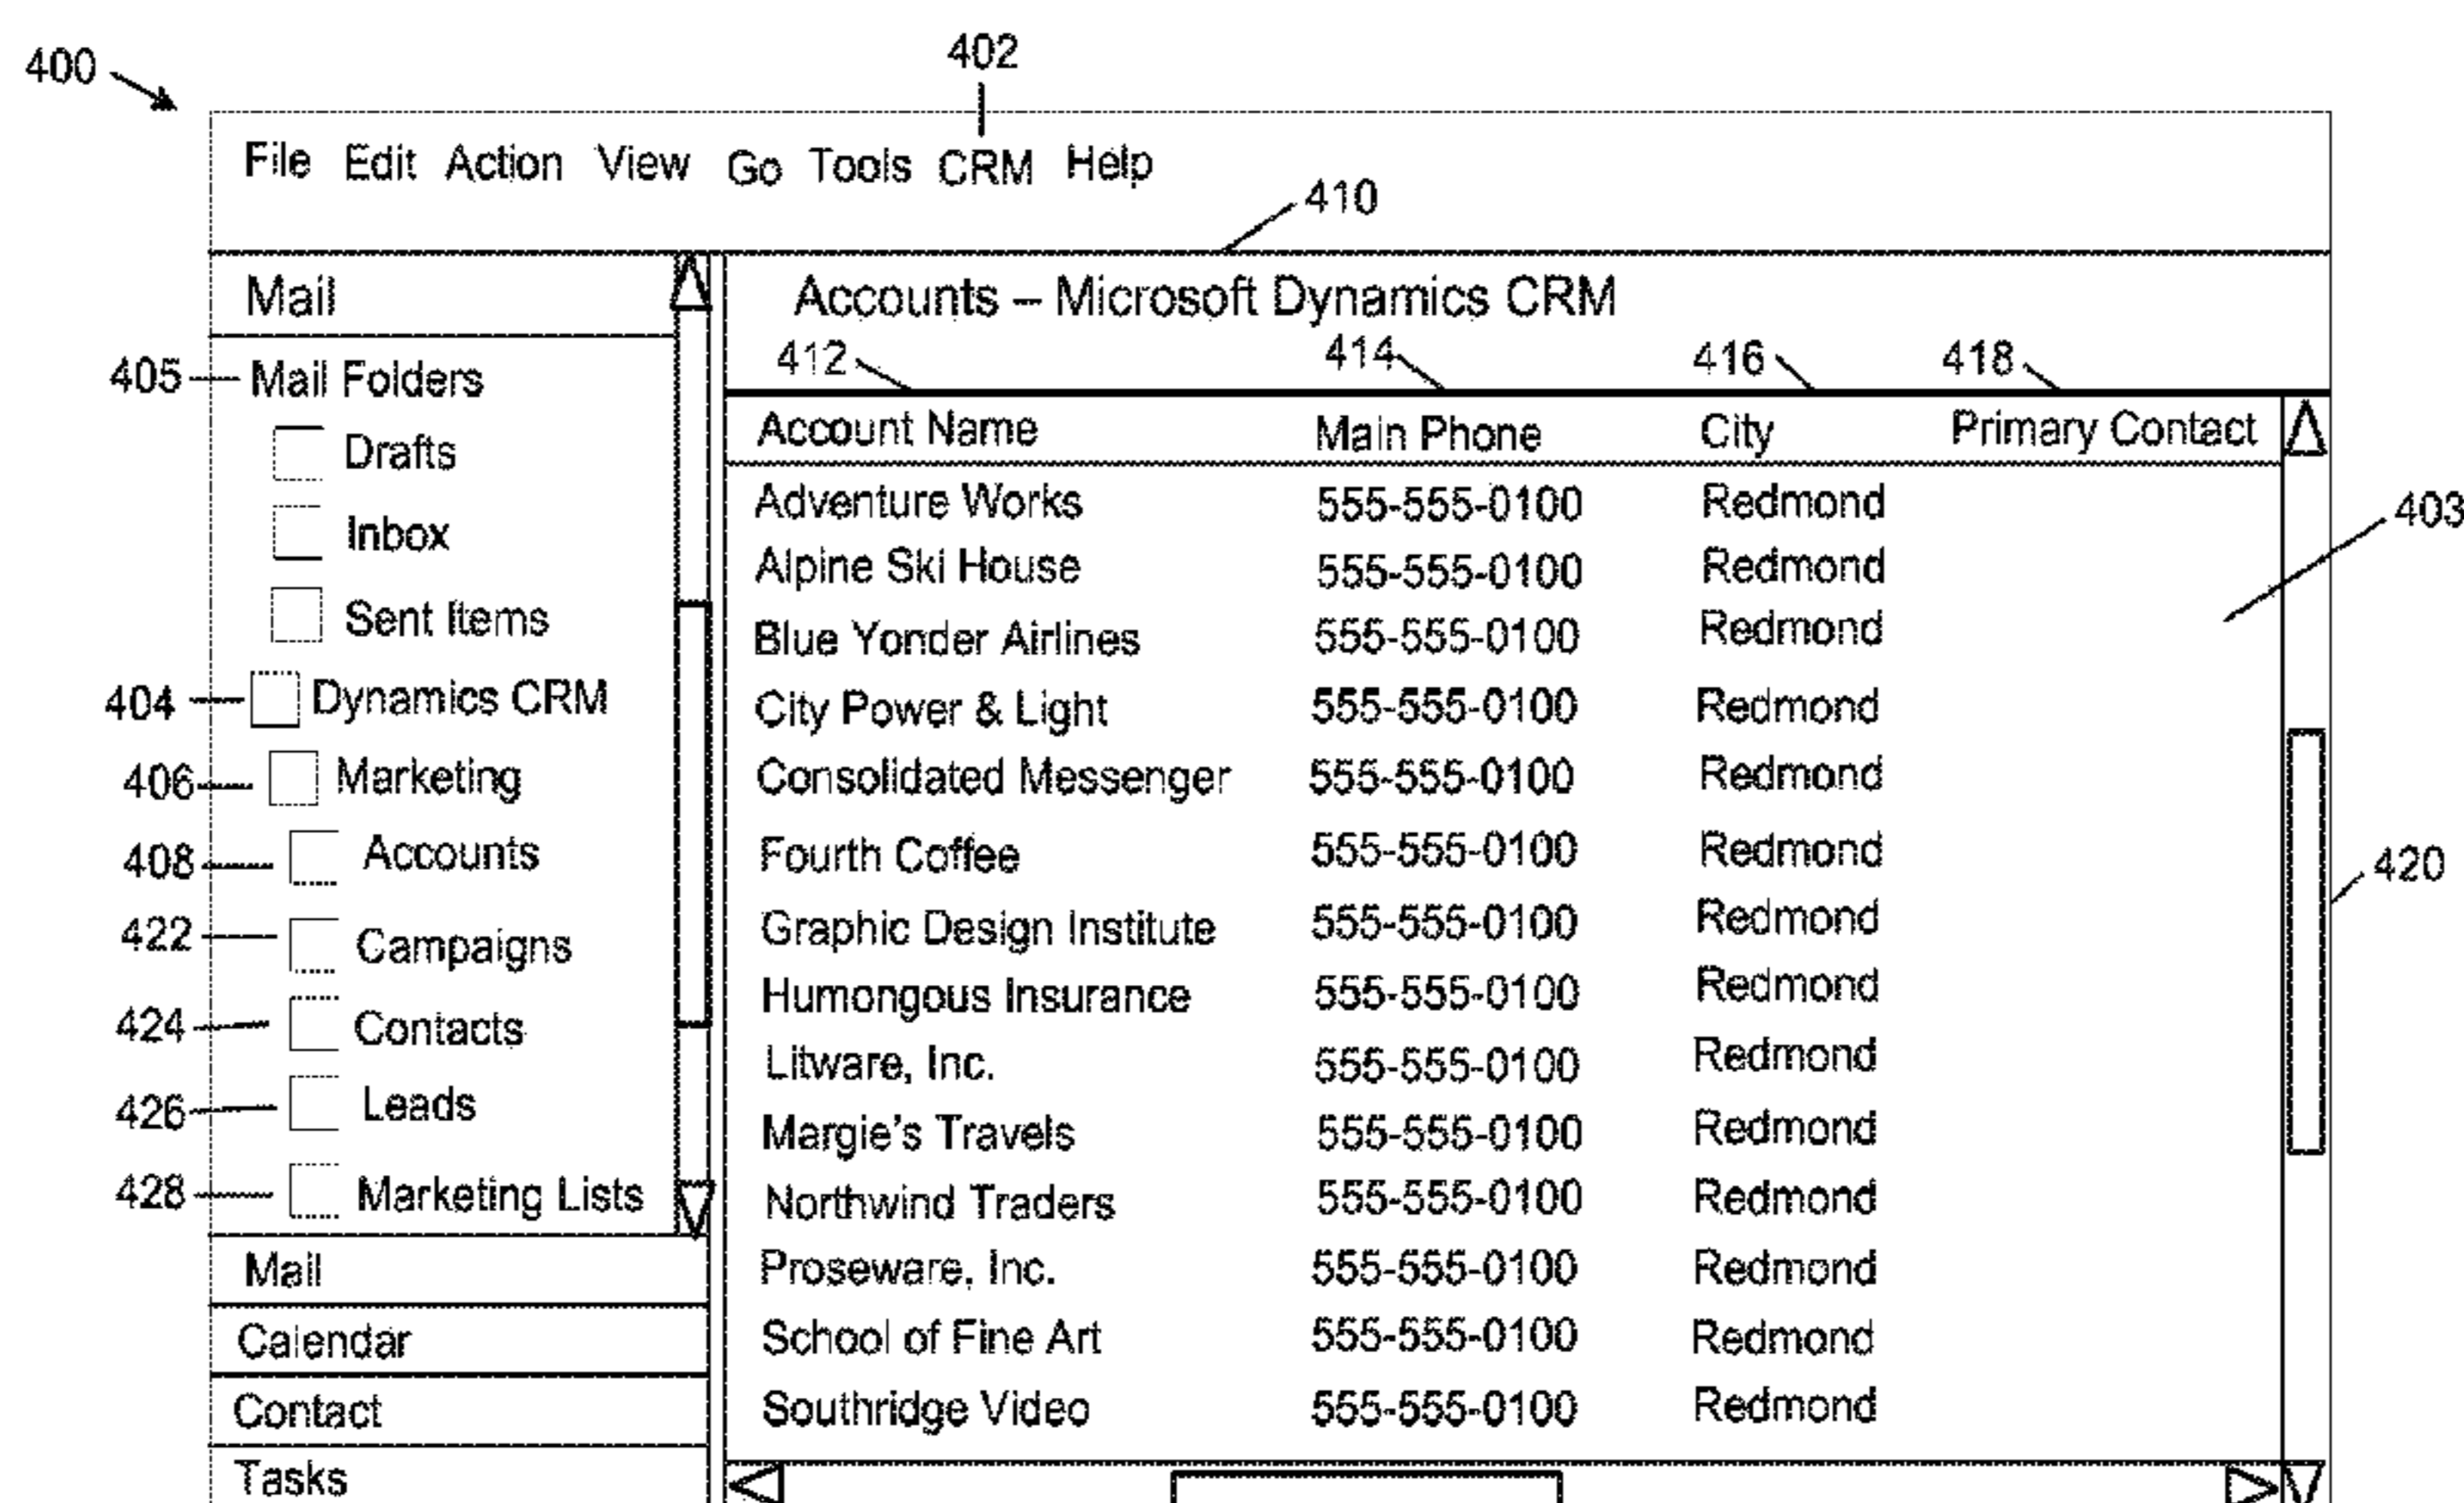 400
402
File Edit Action View Go Tools CRM Help
410
Mail
405 Mail Folders
Drafts
Inbox
Sent Items
404 Dynamics CRM
406 Marketing
408 Accounts
422 Campaigns
424 Contacts
426 Leads
428 Marketing Lists
Mail
Calendar
Contact
Tasks
Accounts – Microsoft Dynamics CRM
412 414 416 418
Account Name Main Phone City Primary Contact
Adventure Works 555-555-0100 Redmond
403
Alpine Ski House 555-555-0100 Redmond
Blue Yonder Airlines 555-555-0100 Redmond
City Power & Light 555-555-0100 Redmond
Consolidated Messenger 555-555-0100 Redmond
Fourth Coffee 555-555-0100 Redmond
420
Graphic Design Institute 555-555-0100 Redmond
Humongous Insurance 555-555-0100 Redmond
Litware, Inc. 555-555-0100 Redmond
Margie's Travels 555-555-0100 Redmond
Northwind Traders 555-555-0100 Redmond
Proseware, Inc. 555-555-0100 Redmond
School of Fine Art 555-555-0100 Redmond
Southridge Video 555-555-0100 Redmond